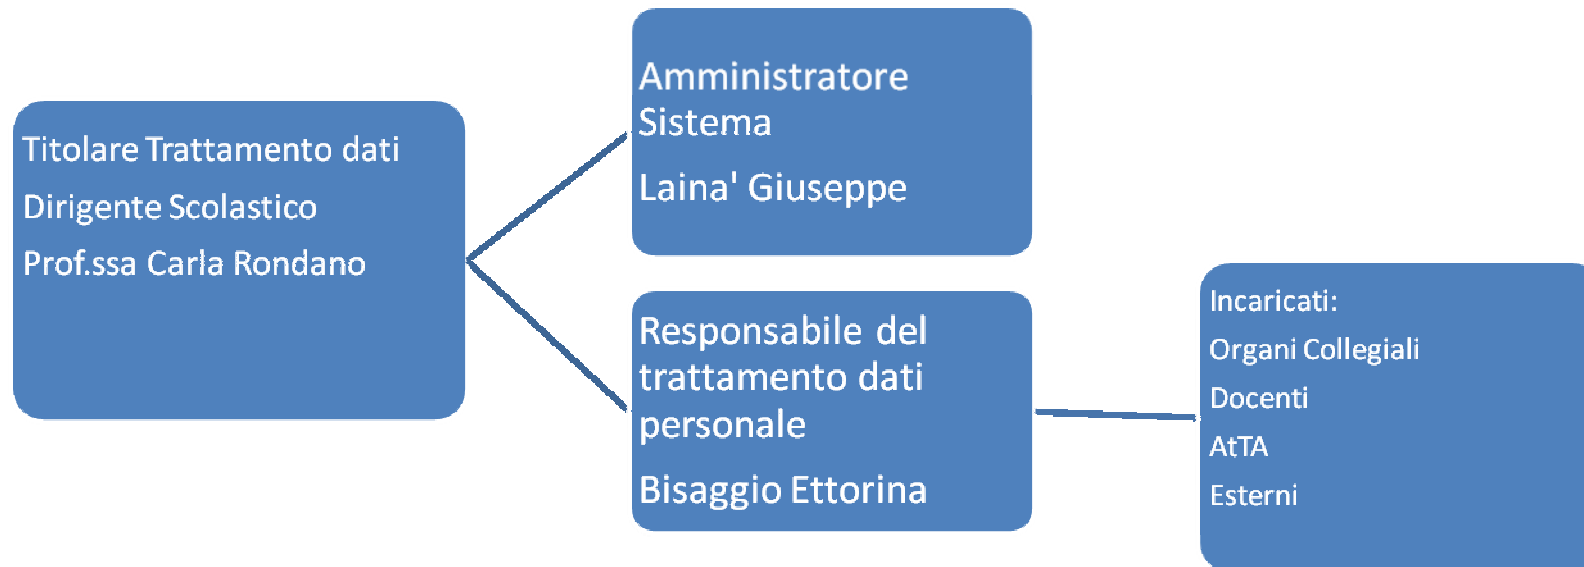 Titolare Trattamento dati
Dirigente Scolastico
Prof.ssa Carla Rondano
Amministratore
Sistema
Laina' Giuseppe
Responsabile del
trattamento dati
personale
Bisaggio Ettorina
Incaricati:
Organi Collegiali
Docenti
AtTA
Esterni